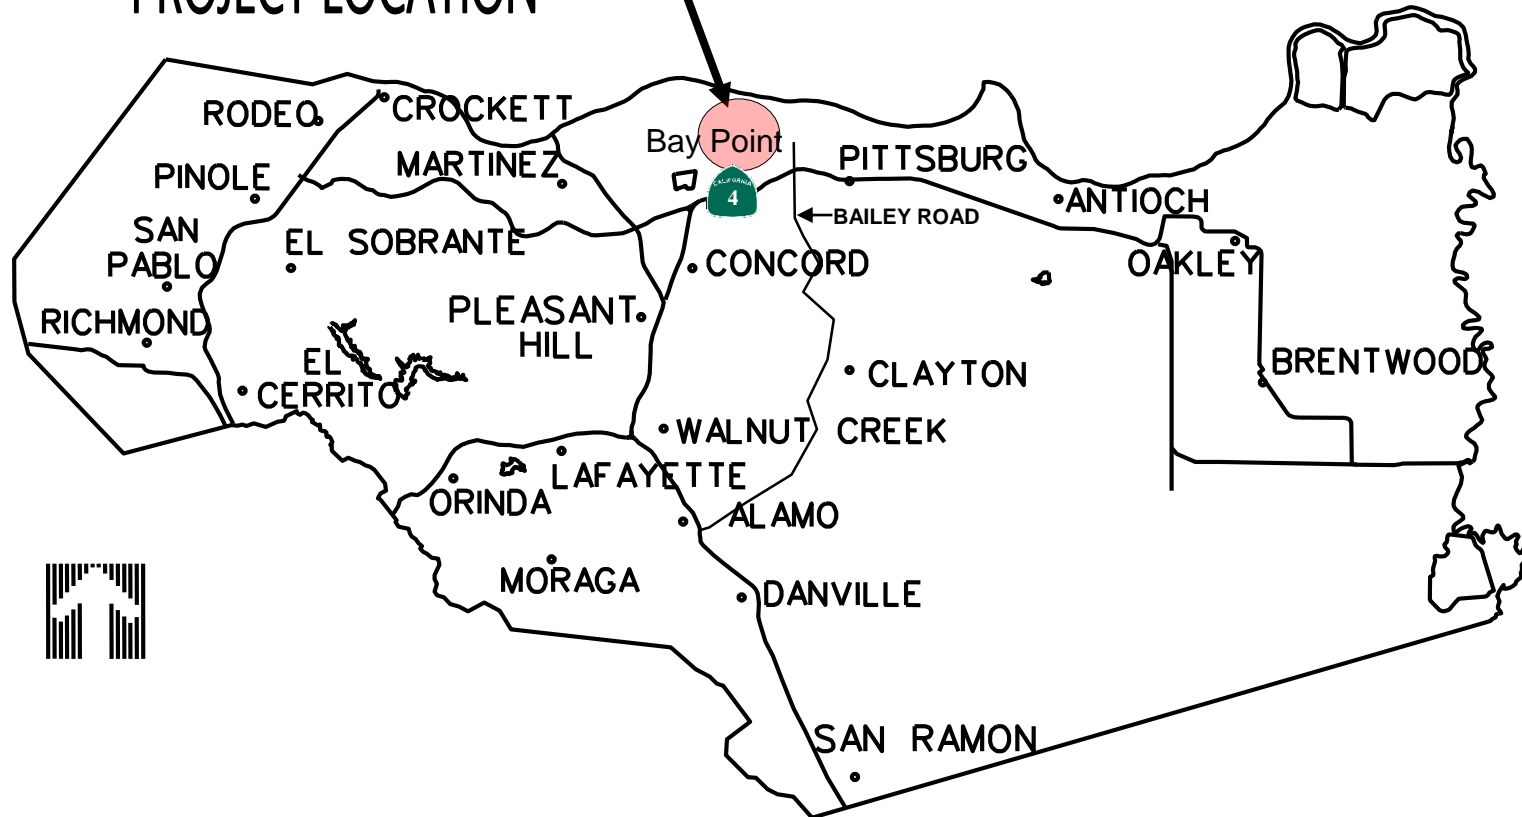 PROJECT LOCATION
RODEO
CROCKETT
Bay Point
MARTINEZ
PITTSBURG
PINOLE
CALIFORNIA
4
ANTIOCH
BAILEY ROAD
SAN
PABLO
EL SOBRANTE
CONCORD
OAKLEY
RICHMOND
PLEASANT
HILL
EL
CERRITO
CLAYTON
BRENTWOOD
WALNUT CREEK
LAFAYETTE
ORINDA
ALAMO
MORAGA
DANVILLE
SAN RAMON